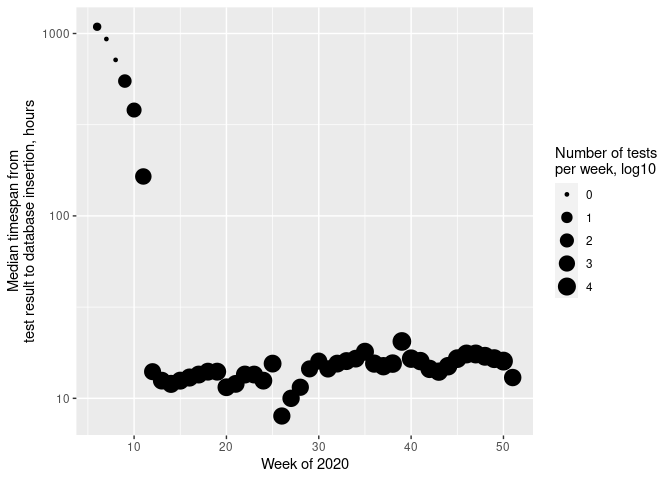 1000
100
10
10
20
30
40
50
Week of 2020
Median timespan from
test result to database insertion, hours
Number of tests
per week, log10
0
1
2
3
4